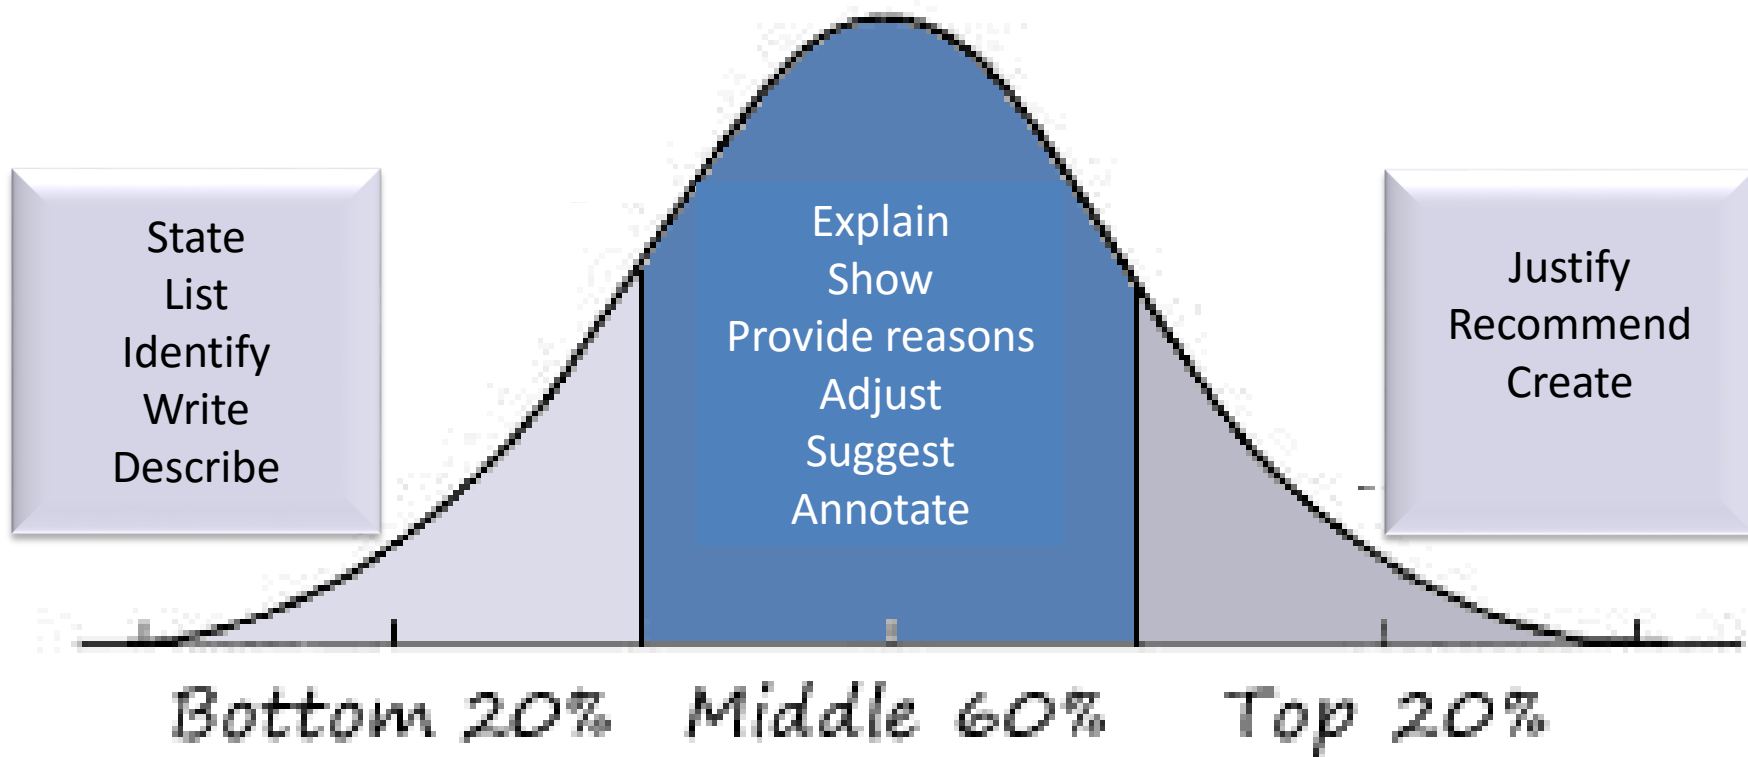 State
List
Identify
Write
Describe
Explain
Show
Provide reasons
Adjust
Suggest
Annotate
Justify
Recommend
Create
Bottom 20%
Middle 60%
Top 20%